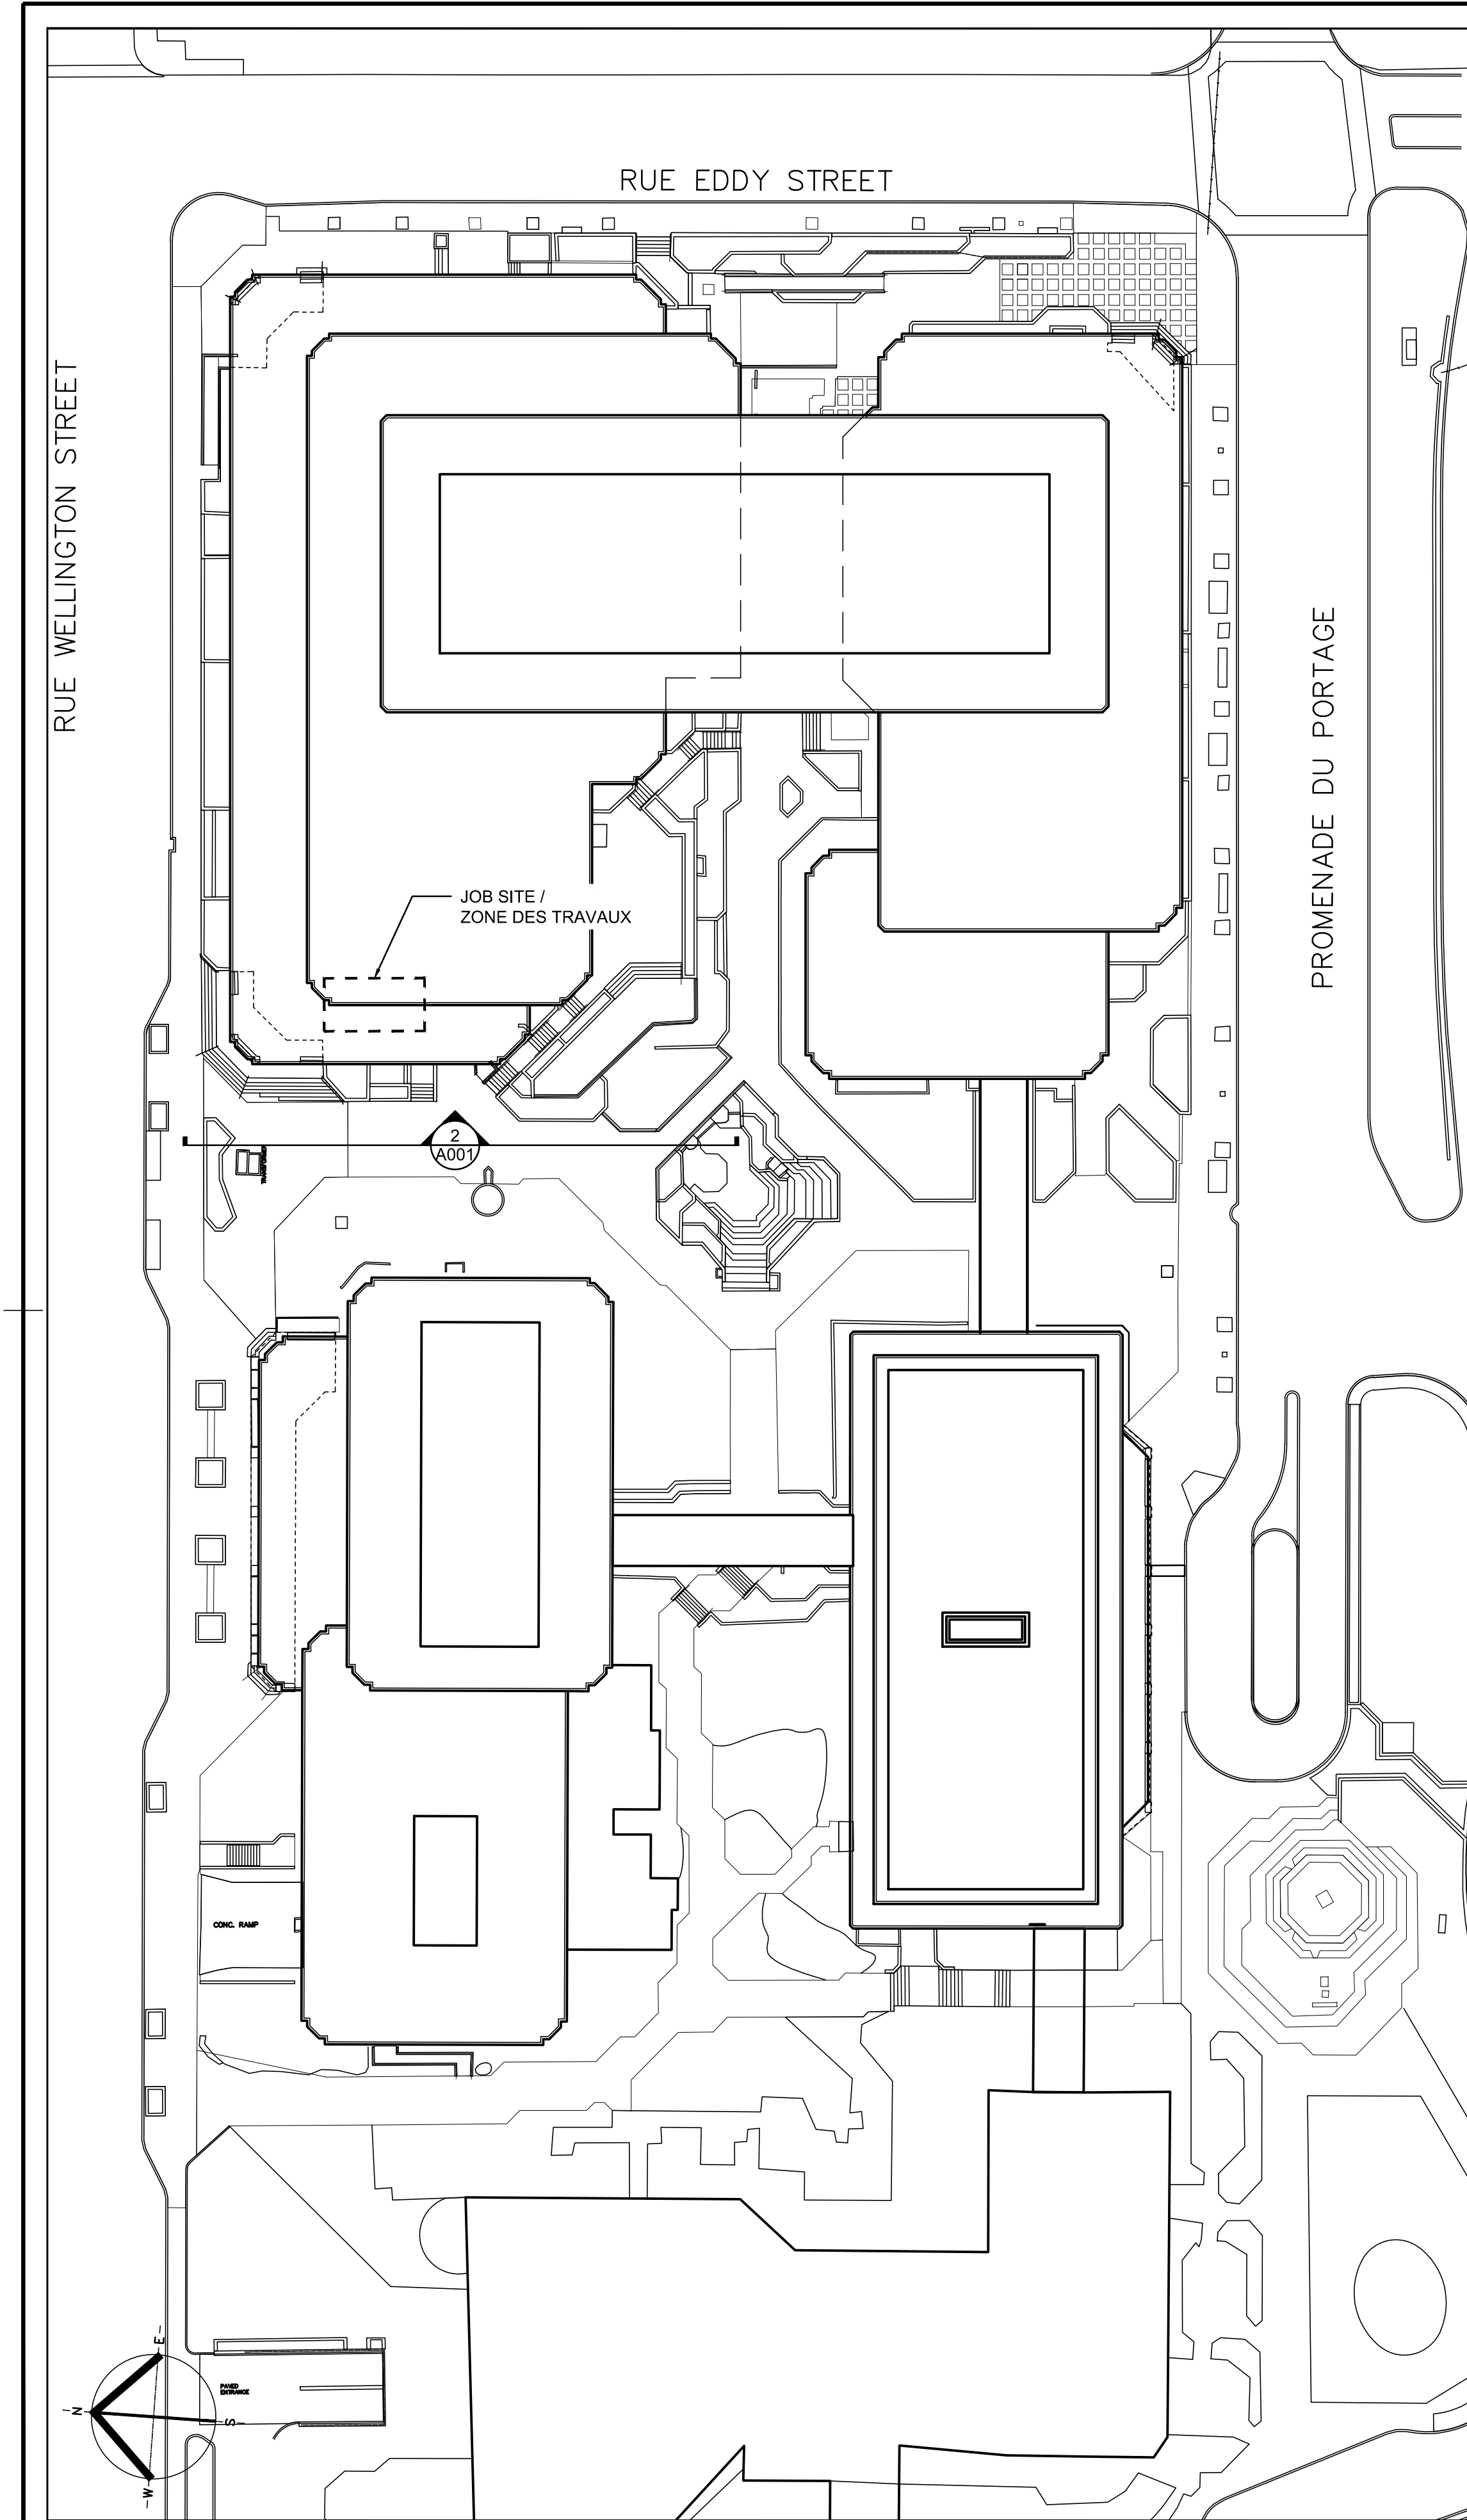 RUE EDDY STREET
RUE WELLINGTON STREET
PROMENADE DU PORTAGE
JOB SITE /
ZONE DES TRAVAUX
2
A001
TRANSFORMER
CONC. RAMP
PAVED
ENTRANCE
E
N
S
W